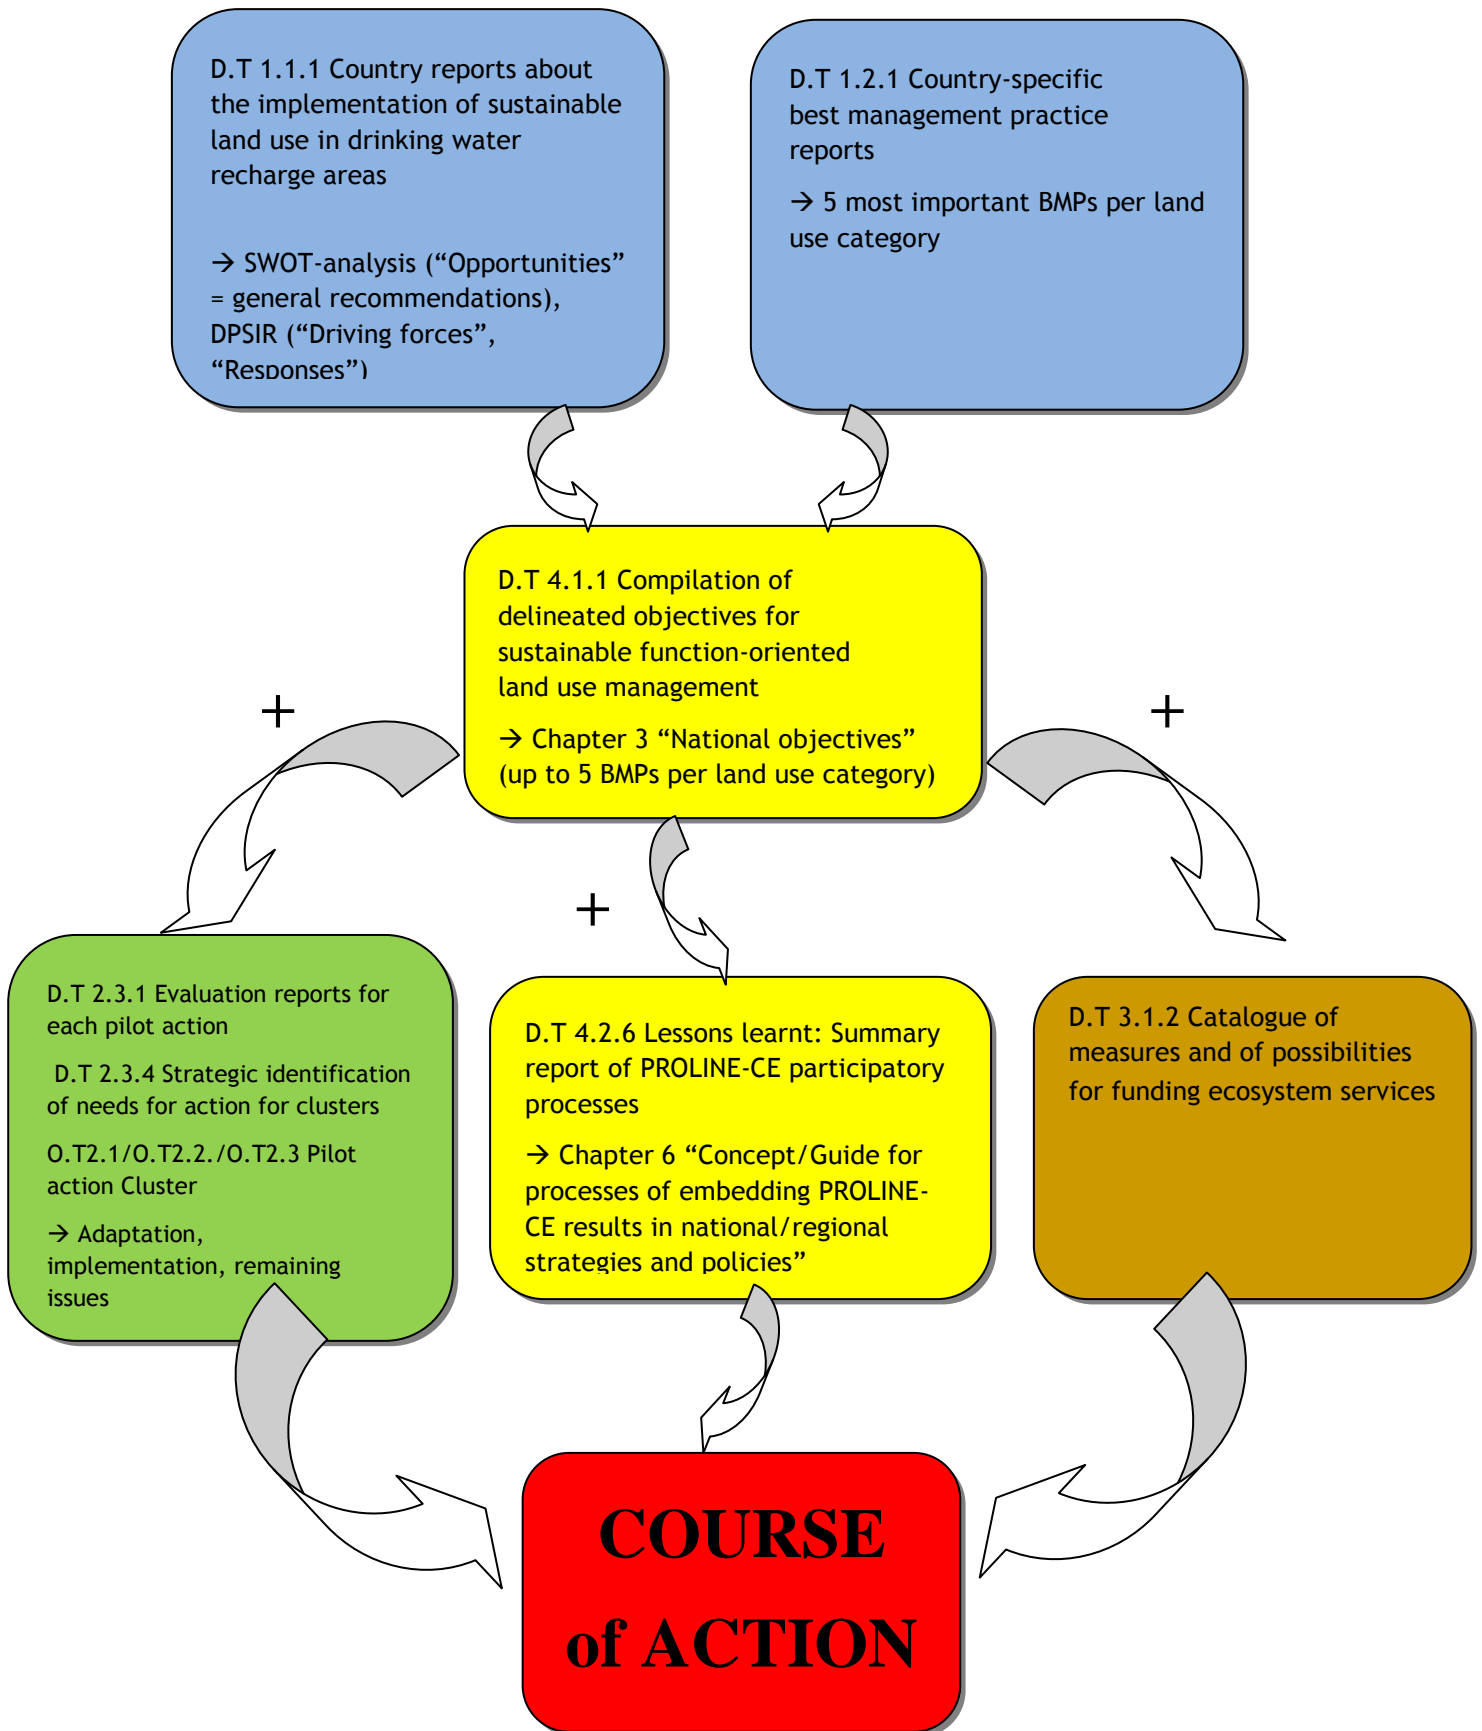 D.T 1.1.1 Country reports about
the implementation of sustainable
land use in drinking water
recharge areas
→ SWOT-analysis (“Opportunities”
= general recommendations),
DPSIR (“Driving forces”,
“Responses”)
D.T 1.2.1 Country-specific
best management practice
reports
→ 5 most important BMPs per land
use category
D.T 4.1.1 Compilation of
delineated objectives for
sustainable function-oriented
land use management
→ Chapter 3 “National objectives”
(up to 5 BMPs per land use category)
+
+
+
D.T 2.3.1 Evaluation reports for
each pilot action
D.T 2.3.4 Strategic identification
of needs for action for clusters
O.T2.1/O.T2.2./O.T2.3 Pilot
action Cluster
→ Adaptation,
implementation, remaining
issues
D.T 4.2.6 Lessons learnt: Summary
report of PROLINE-CE participatory
processes
→ Chapter 6 “Concept/Guide for
processes of embedding PROLINE-
CE results in national/regional
strategies and policies”
D.T 3.1.2 Catalogue of
measures and of possibilities
for funding ecosystem services
COURSE
of ACTION